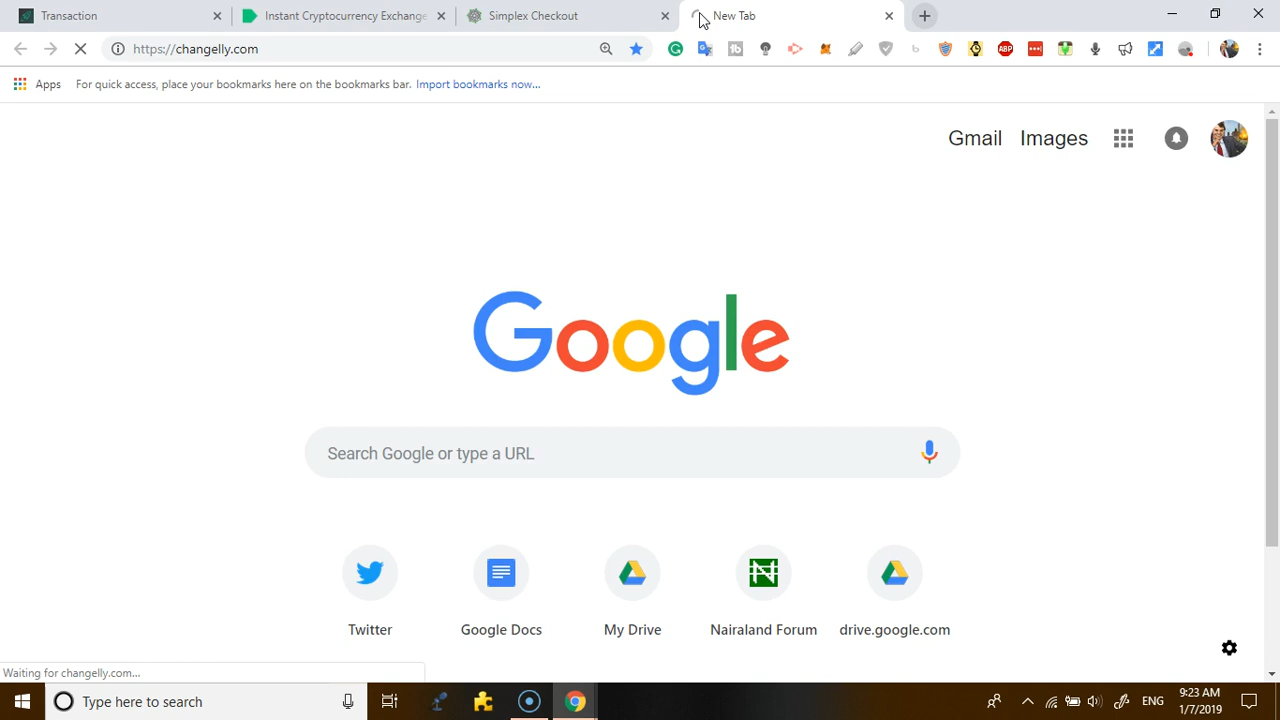 Transaction
Instant Cryptocurrency Exchange
Simplex Checkout
New Tab
https://changelly.com
Apps
For quick access, place your bookmarks here on the bookmarks bar. Import bookmarks now...
Gmail
Images
Google
Search Google or type a URL
Twitter
Google Docs
My Drive
Nairaland Forum
drive.google.com
Waiting for changelly.com...
Type here to search
ENG
9:23 AM
1/7/2019